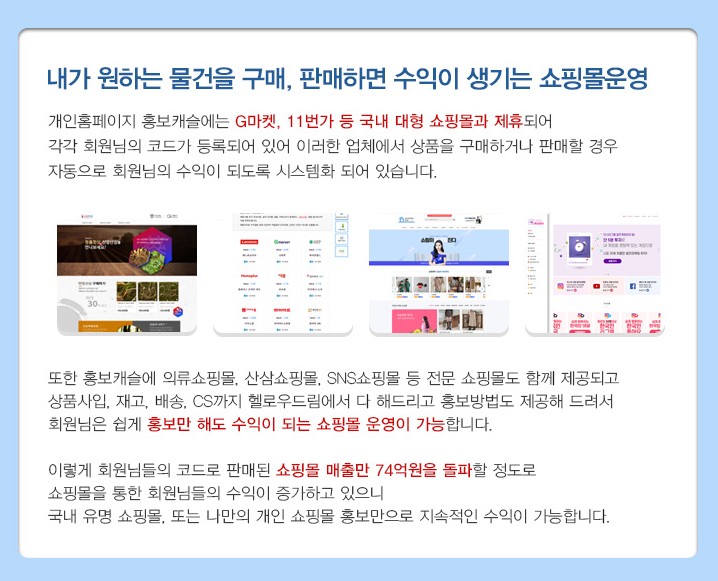 내가 원하는 물건을 구매, 판매하면 수익이 생기는 쇼핑몰운영
개인홈페이지 홍보캐슬에는 G마켓, 11번가 등 국내 대형 쇼핑몰과 제휴되어
각각 회원님의 코드가 등록되어 있어 이러한 업체에서 상품을 구매하거나 판매할 경우
자동으로 회원님의 수익이 되도록 시스템화 되어 있습니다.
Lenovo
Gmarket
Homeplus
쇼핑이
찐다
또한 홍보캐슬에 의류쇼핑몰, 산삼쇼핑몰, SNS쇼핑몰 등 전문 쇼핑몰도 함께 제공되고
상품사입, 재고, 배송, CS까지 헬로우드림에서 다 해드리고 홍보방법도 제공해 드려서
회원님은 쉽게 홍보만 해도 수익이 되는 쇼핑몰 운영이 가능합니다.
이렇게 회원님들의 코드로 판매된 쇼핑몰 매출만 74억원을 돌파할 정도로
쇼핑몰을 통한 회원님들의 수익이 증가하고 있으니
국내 유명 쇼핑몰, 또는 나만의 개인 쇼핑몰 홍보만으로 지속적인 수익이 가능합니다.